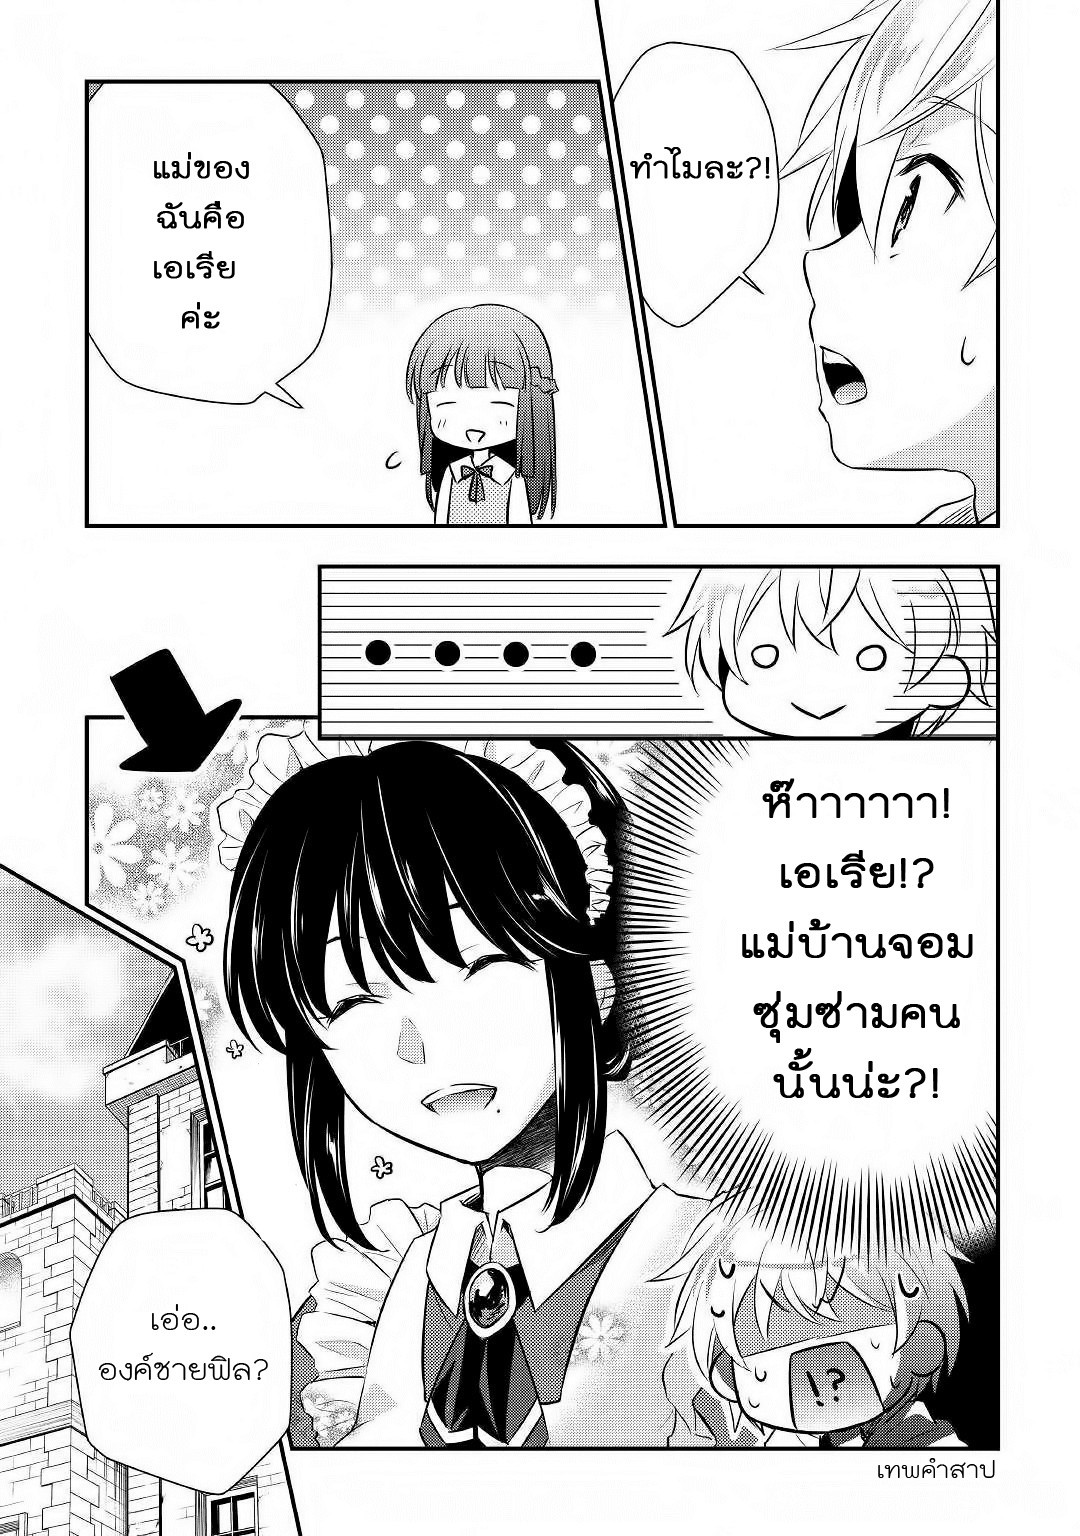 ทำไมละ?!
แม่ของ
ฉันคือ
เอเรีย
ค่ะ
ห๊าาาาาา!
เอเรีย!?
แม่บ้านจอม
ซุ่มซ่ามคน
นั้นน่ะ?!
!?
เอ่อ..
องค์ชายฟิล?
เทพคำสาป